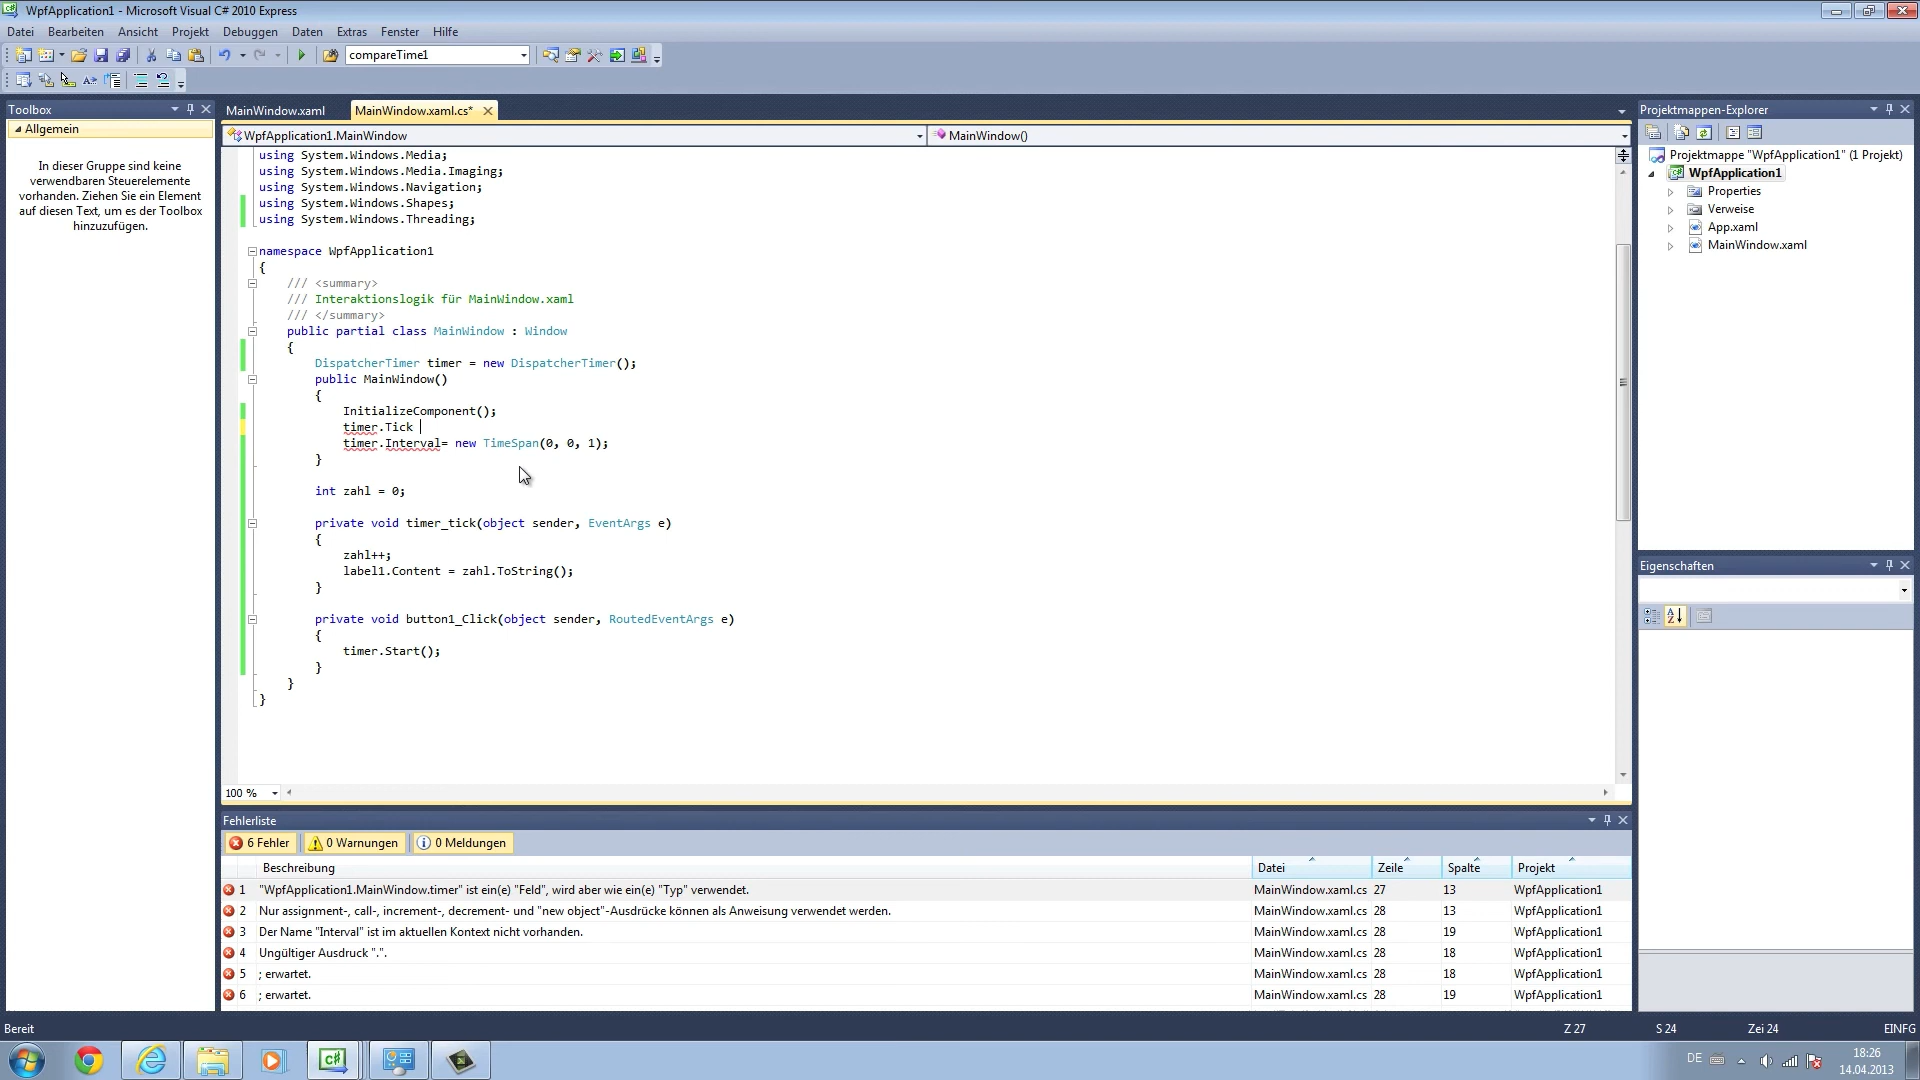 WpfApplication1 - Microsoft Visual C# 2010 Express
Datei Bearbeiten Ansicht Projekt Debuggen Daten Extras Fenster Hilfe
compareTime1
Toolbox
Allgemein
In dieser Gruppe sind keine
verwendbaren Steuerelemente
vorhanden. Ziehen Sie ein Element
auf diesen Text, um es der Toolbox
hinzuzufügen.
MainWindow.xaml
MainWindow.xaml.cs*
WpfApplication1.MainWindow
MainWindow()
using System.Windows.Media;
using System.Windows.Media.Imaging;
using System.Windows.Navigation;
using System.Windows.Shapes;
using System.Windows.Threading;
namespace WpfApplication1
{
/// <summary>
/// Interaktionslogik für MainWindow.xaml
/// </summary>
public partial class MainWindow : Window
{
DispatcherTimer timer = new DispatcherTimer();
public MainWindow()
{
InitializeComponent();
timer.Tick
timer.Interval= new TimeSpan(0, 0, 1);
}
int zahl = 0;
private void timer_tick(object sender, EventArgs e)
{
zahl++;
label1.Content = zahl.ToString();
}
private void button1_Click(object sender, RoutedEventArgs e)
{
timer.Start();
}
}
}
100 %
Projektmappen-Explorer
Projektmappe "WpfApplication1" (1 Projekt)
WpfApplication1
Properties
Verweise
App.xaml
MainWindow.xaml
Eigenschaften
Fehlerliste
6 Fehler
0 Warnungen
0 Meldungen
Beschreibung Datei Zeile Spalte Projekt
1 "WpfApplication1.MainWindow.timer" ist ein(e) "Feld", wird aber wie ein(e) "Typ" verwendet. MainWindow.xaml.cs 27 13 WpfApplication1
2 Nur assignment-, call-, increment-, decrement- und "new object"-Ausdrücke können als Anweisung verwendet werden. MainWindow.xaml.cs 28 13 WpfApplication1
3 Der Name "Interval" ist im aktuellen Kontext nicht vorhanden. MainWindow.xaml.cs 28 19 WpfApplication1
4 Ungültiger Ausdruck ".". MainWindow.xaml.cs 28 18 WpfApplication1
5 ; erwartet. MainWindow.xaml.cs 28 18 WpfApplication1
6 ; erwartet. MainWindow.xaml.cs 28 19 WpfApplication1
Bereit
Z 27 S 24 Zei 24 EINFG
DE
18:26
14.04.2013